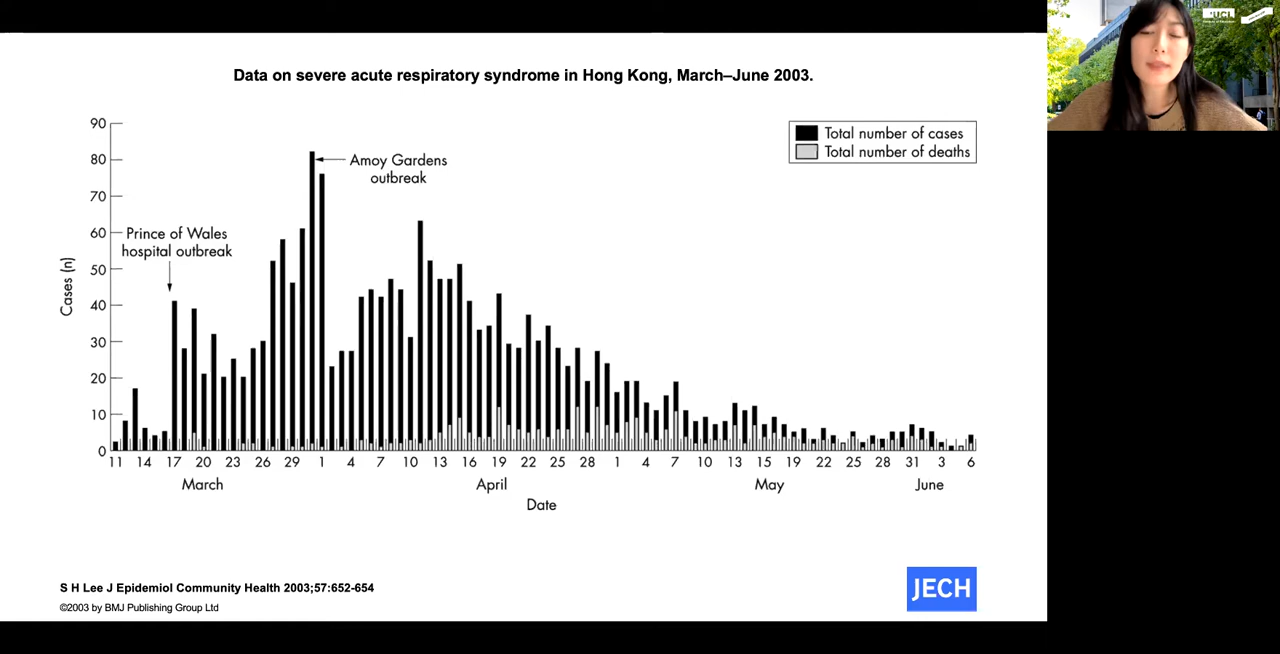 Data on severe acute respiratory syndrome in Hong Kong, March–June 2003.
Total number of cases
Total number of deaths
Amoy Gardens
outbreak
Prince of Wales
hospital outbreak
Cases (n)
90
80
70
60
50
40
30
20
10
0
11 14 17 20 23 26 29 1 4 7 10 13 16 19 22 25 28 1 4 7 10 13 15 19 22 25 28 31 3 6
March April May June
Date
S H Lee J Epidemiol Community Health 2003;57:652-654
©2003 by BMJ Publishing Group Ltd
JECH
UCL